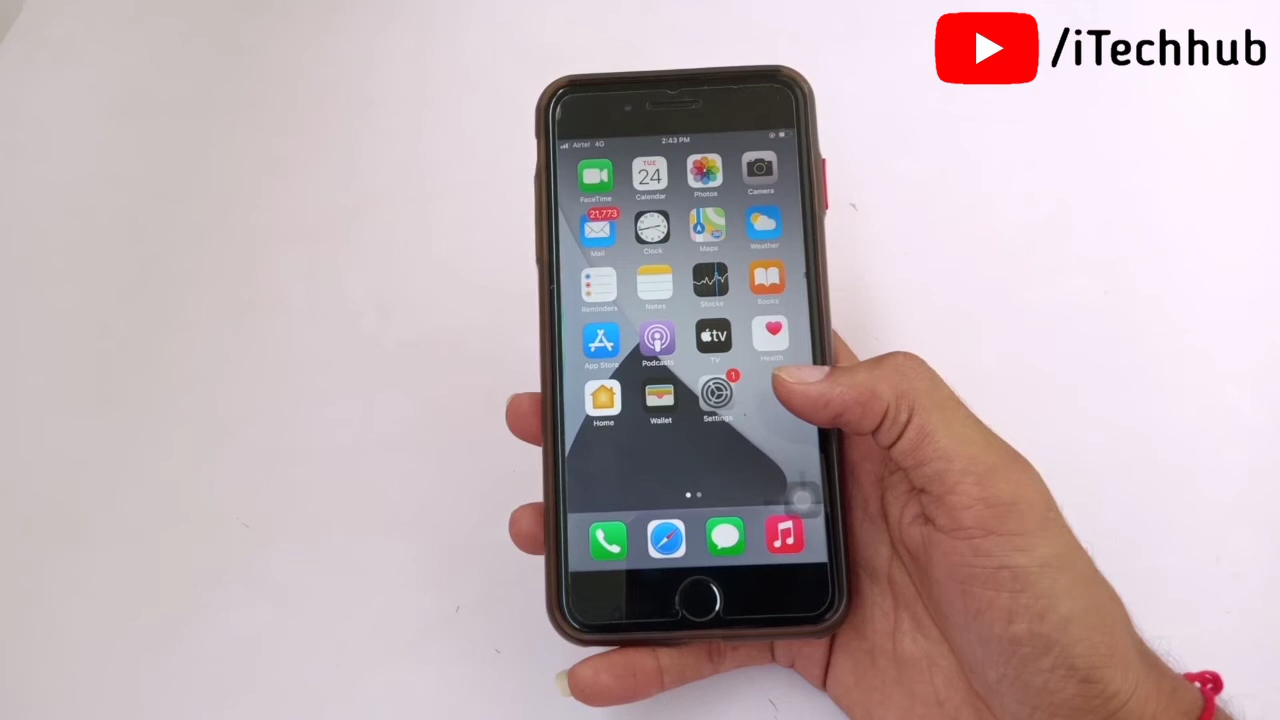 /iTechhub
Airtel 4G 2:43 PM
TUE
24
FaceTime Calendar Photos Camera
21,773
Mail Clock Maps Weather
Reminders Notes Stocks Books
tv
App Store Podcasts TV Health
1
Home Wallet Settings